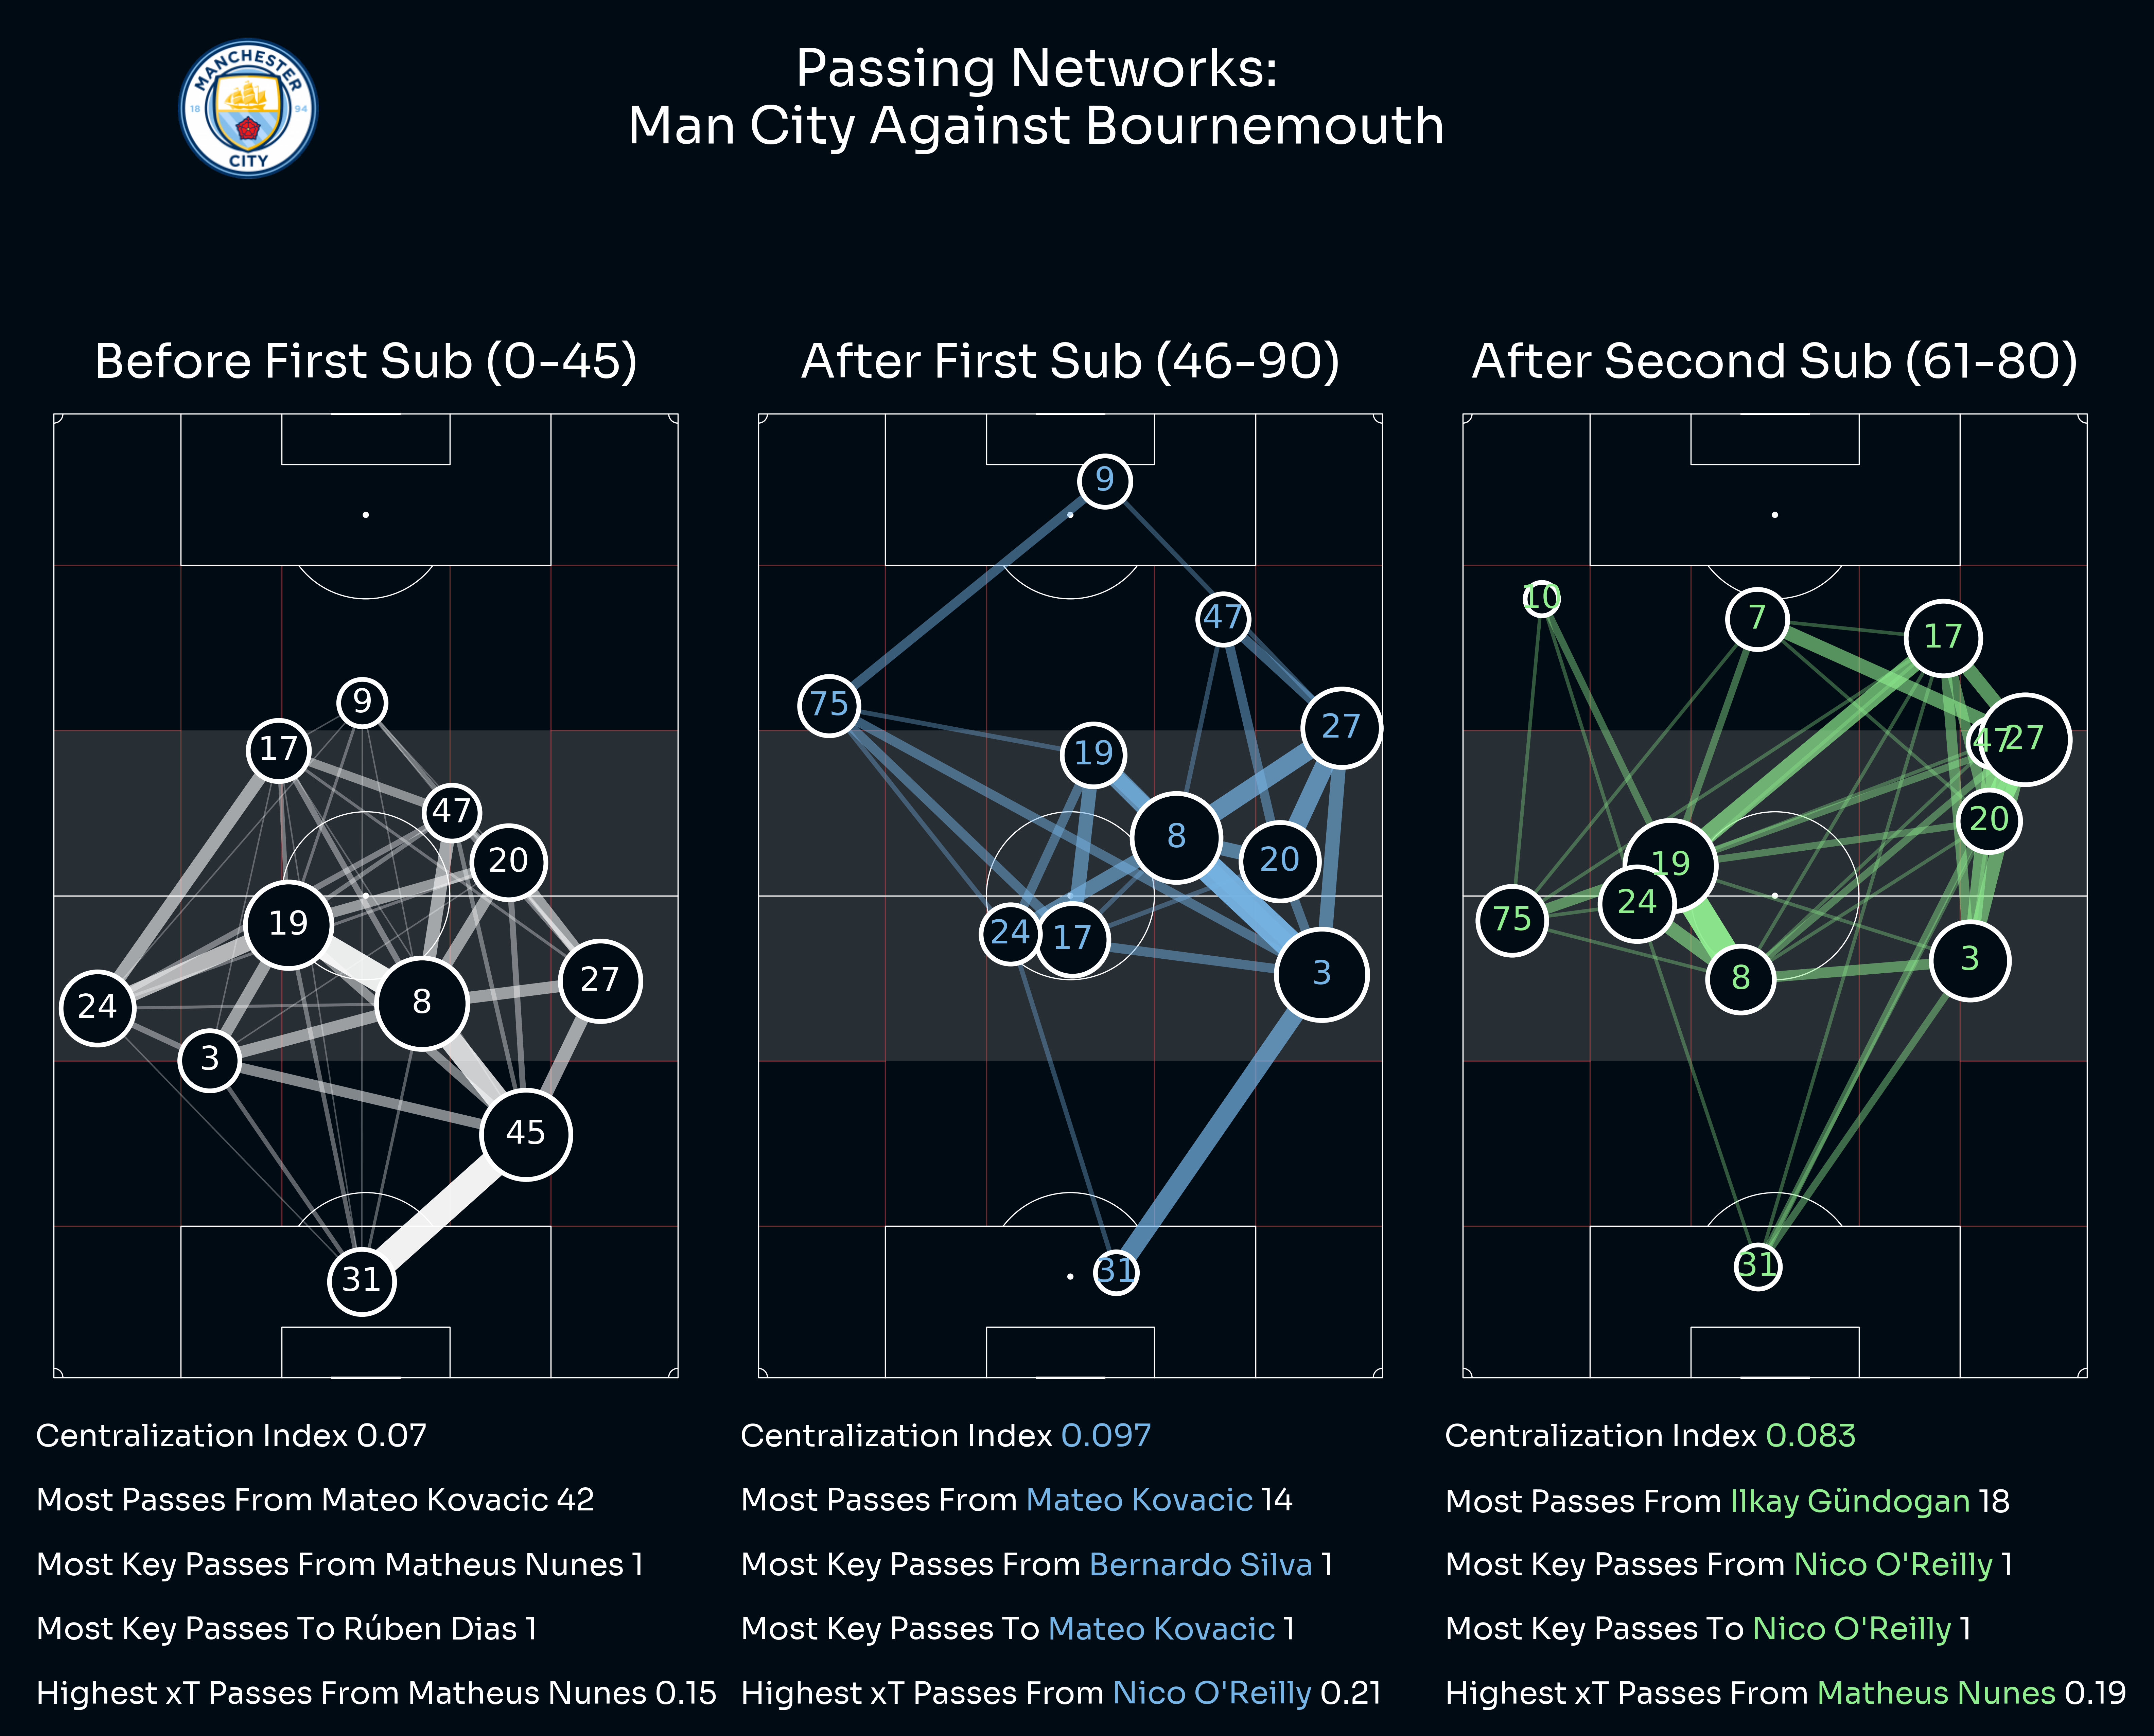 MANCHESTER
18 94
CITY
Passing Networks:
Man City Against Bournemouth
Before First Sub (0-45)
9
17
47
20
19
27
8
24
3
45
31
Centralization Index 0.07
Most Passes From Mateo Kovacic 42
Most Key Passes From Matheus Nunes 1
Most Key Passes To Rúben Dias 1
Highest xT Passes From Matheus Nunes 0.15
After First Sub (46-90)
9
47
75
27
19
8
20
24
17
3
31
Centralization Index 0.097
Most Passes From Mateo Kovacic 14
Most Key Passes From Bernardo Silva 1
Most Key Passes To Mateo Kovacic 1
Highest xT Passes From Nico O'Reilly 0.21
After Second Sub (61-80)
10
7
17
47
27
20
19
24
75
3
8
31
Centralization Index 0.083
Most Passes From Ilkay Gündogan 18
Most Key Passes From Nico O'Reilly 1
Most Key Passes To Nico O'Reilly 1
Highest xT Passes From Matheus Nunes 0.19